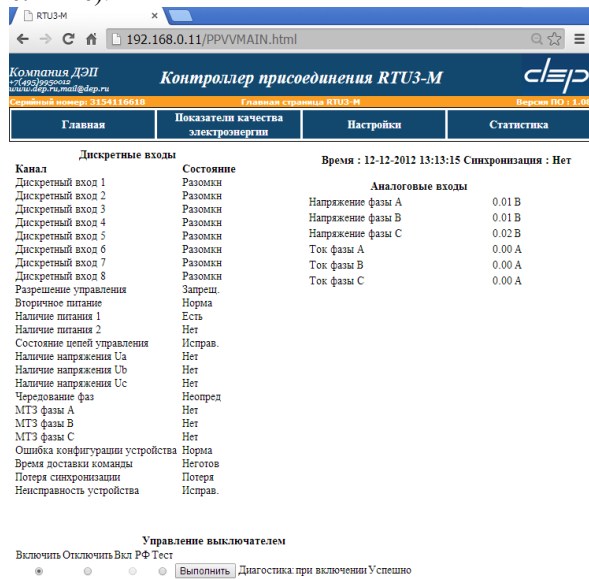 RTU3-M
192.168.0.11/PPVVMAIN.html
Компания ДЭП
+7(495)9950012
www.dep.ru,mail@dep.ru
Контроллер присоединения RTU3-M
dep
Серийный номер: 3154116618 Главная страница RTU3-M Версия ПО : 1.00
Главная
Показатели качества
электроэнергии
Настройки
Статистика
Дискретные входы
Канал Состояние
Дискретный вход 1 Разомкн
Дискретный вход 2 Разомкн
Дискретный вход 3 Разомкн
Дискретный вход 4 Разомкн
Дискретный вход 5 Разомкн
Дискретный вход 6 Разомкн
Дискретный вход 7 Разомкн
Дискретный вход 8 Разомкн
Разрешение управления Запрещ.
Вторичное питание Норма
Наличие питания 1 Есть
Наличие питания 2 Нет
Состояние цепей управления Исправ.
Наличие напряжения Ua Нет
Наличие напряжения Ub Нет
Наличие напряжения Uc Нет
Чередование фаз Неопред
МТЗ фазы A Нет
МТЗ фазы B Нет
МТЗ фазы C Нет
Ошибка конфигурации устройства Норма
Время доставки команды Неготов
Потеря синхронизации Потеря
Неисправность устройства Исправ.
Время : 12-12-2012 13:13:15 Синхронизация : Нет
Аналоговые входы
Напряжение фазы A 0.01 В
Напряжение фазы B 0.01 В
Напряжение фазы C 0.02 В
Ток фазы A 0.00 А
Ток фазы B 0.00 А
Ток фазы C 0.00 А
Управление выключателем
Включить Отключить Вкл РФ Тест
Выполнить Диагостика: при включении Успешно